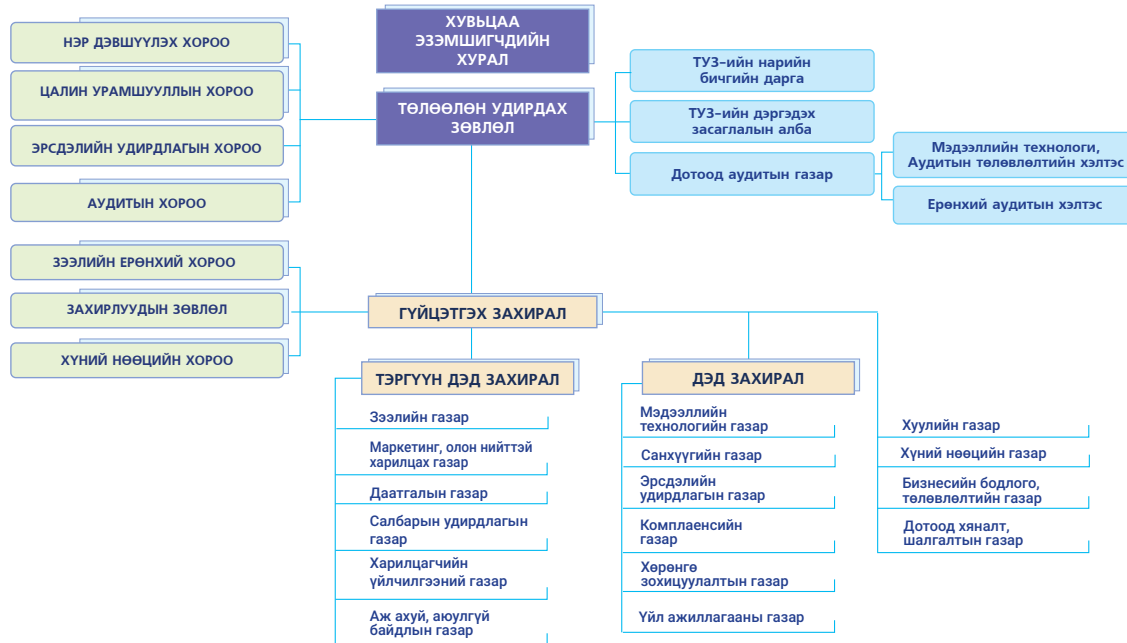 ХУВЬЦАА
ЭЗЭМШИГЧДИЙН
ХУРАЛ
ТӨЛӨӨЛӨН УДИРДАХ
ЗӨВЛӨЛ
НЭР ДЭВШҮҮЛЭХ ХОРОО
ЦАЛИН УРАМШУУЛЛЫН ХОРОО
ЭРСДЭЛИЙН УДИРДЛАГЫН ХОРОО
АУДИТЫН ХОРОО
ТУЗ-ийн нарийн
бичгийн дарга
ТУЗ-ийн дэргэдэх
засаглалын алба
Дотоод аудитын газар
Мэдээллийн технологи,
Аудитын төлөвлөлтийн хэлтэс
Ерөнхий аудитын хэлтэс
ЗЭЭЛИЙН ЕРӨНХИЙ ХОРОО
ЗАХИРЛУУДЫН ЗӨВЛӨЛ
ХҮНИЙ НӨӨЦИЙН ХОРОО
ГҮЙЦЭТГЭХ ЗАХИРАЛ
ТЭРГҮҮН ДЭД ЗАХИРАЛ
Зээлийн газар
Маркетинг, олон нийттэй
харилцах газар
Даатгалын газар
Салбарын удирдлагын
газар
Харилцагчийн
үйлчилгээний газар
Аж ахуй, аюулгүй
байдлын газар
ДЭД ЗАХИРАЛ
Мэдээллийн
технологийн газар
Санхүүгийн газар
Эрсдэлийн
удирдлагын газар
Комплаенсийн
газар
Хөрөнгө
зохицуулалтын газар
Үйл ажиллагааны газар
Хуулийн газар
Хүний нөөцийн газар
Бизнесийн бодлого,
төлөвлөлтийн газар
Дотоод хяналт,
шалгалтын газар